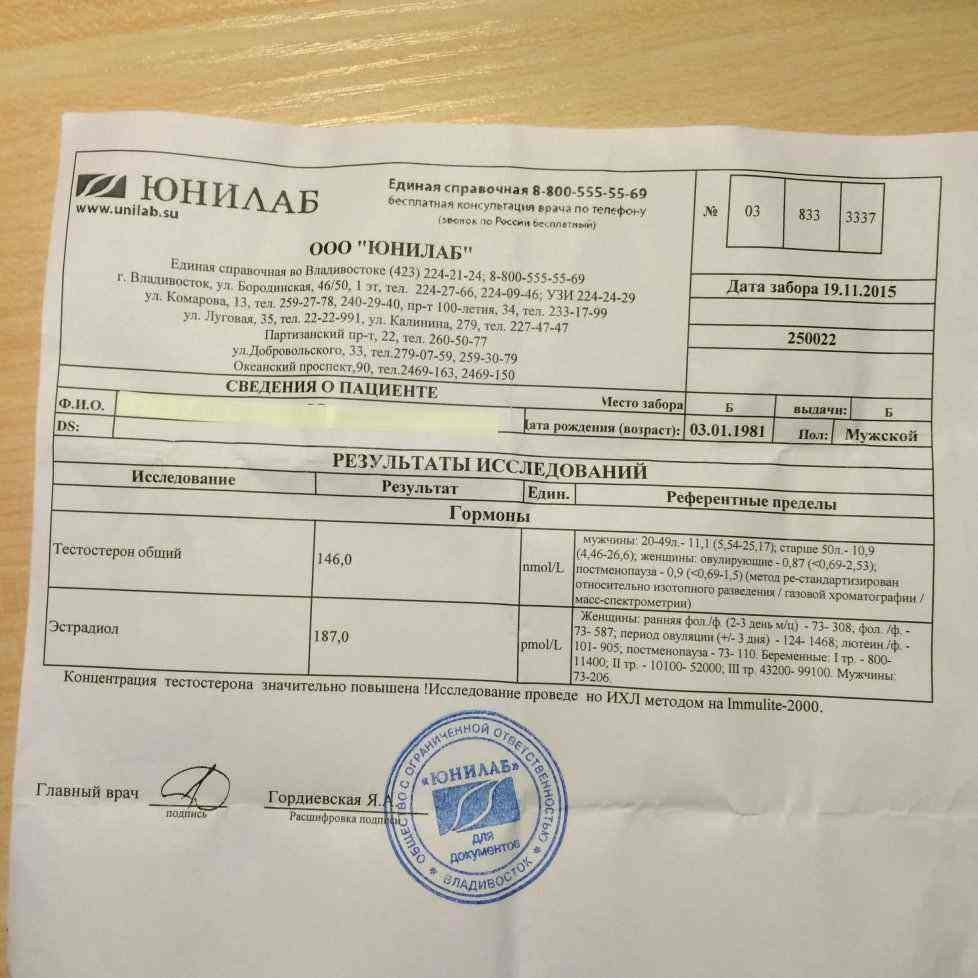 ЮНИЛАБ
www.unilab.su
Единая справочная 8-800-555-55-69
бесплатная консультация врача по телефону
(звонок по России бесплатный)
№ 03 833 3337
ООО "ЮНИЛАБ"
Единая справочная во Владивостоке (423) 224-21-24; 8-800-555-55-69
г. Владивосток, ул. Бородинская, 46/50, 1 эт, тел. 224-27-66, 224-09-46; УЗИ 224-24-29
ул. Комарова, 13, тел. 259-27-78, 240-29-40, пр-т 100-летия, 34, тел. 233-17-99
ул. Луговая, 35, тел. 22-22-991, ул. Калинина, 279, тел. 227-47-47
Партизанский пр-т, 22, тел. 260-50-77
ул.Добровольского, 33, тел.279-07-59, 259-30-79
Океанский проспект,90, тел.2469-163, 2469-150
Дата забора 19.11.2015
250022
СВЕДЕНИЯ О ПАЦИЕНТЕ
Место забора Б выдачи: Б
Ф.И.О.
DS:
Дата рождения (возраст): 03.01.1981 Пол: Мужской
РЕЗУЛЬТАТЫ ИССЛЕДОВАНИЙ
Исследование Результат Един. Референтные пределы
Гормоны
Тестостерон общий 146,0 nmol/L
мужчины: 20-49л.- 11,1 (5,54-25,17); старше 50л.- 10,9
(4,46-26,6); женщины: овулирующие - 0,87 (<0,69-2,53);
постменопауза - 0,9 (<0,69-1,5) (метод ре-стандартизирован
относительно изотопного разведения / газовой хроматографии /
масс-спектрометрии)
Эстрадиол 187,0 pmol/L
Женщины: ранняя фол./ф. (2-3 день м/ц) - 73- 308, фол. /ф. -
73- 587; период овуляции (+/- 3 дня) - 124- 1468; лютеин./ф. -
101- 905; постменопауза - 73- 110. Беременные: I тр. - 800-
11400; II тр. - 10100- 52000; III тр. 43200- 99100. Мужчины:
73-206.
Концентрация тестостерона значительно повышена !Исследование проведе но ИХЛ методом на Immulite-2000.
Главный врач
подпись
Гордиевская Я.А
Расшифровка подписи
ОБЩЕСТВО С ОГРАНИЧЕННОЙ ОТВЕТСТВЕННОСТЬЮ
«ЮНИЛАБ»
ДЛЯ
ДОКУМЕНТОВ
* ВЛАДИВОСТОК *